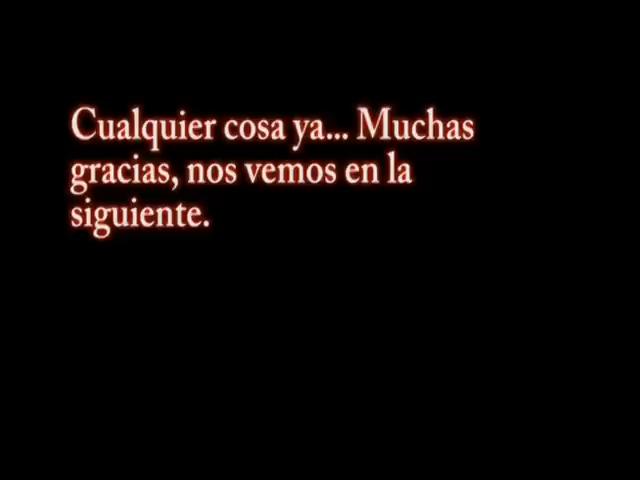 Cualquier cosa ya... Muchas
gracias, nos vemos en la
siguiente.